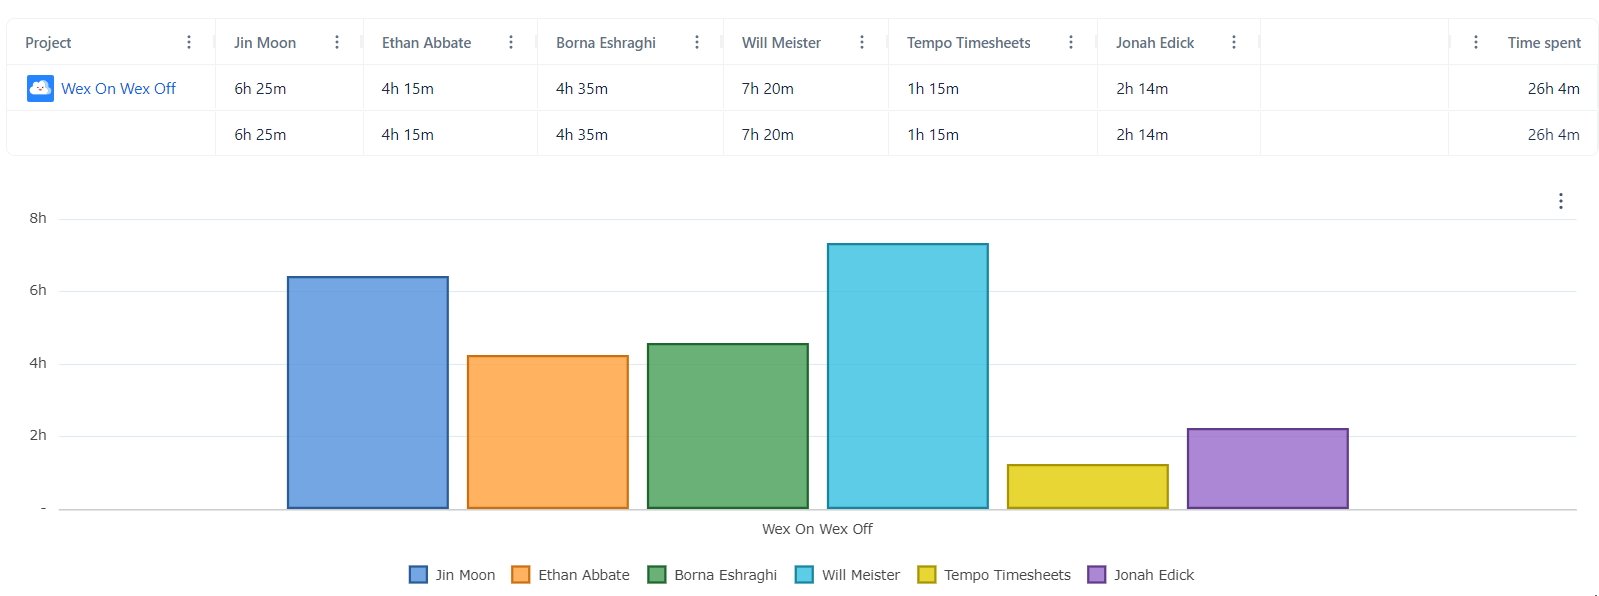 Project Jin Moon Ethan Abbate Borna Eshraghi Will Meister Tempo Timesheets Jonah Edick Time spent
Wex On Wex Off 6h 25m 4h 15m 4h 35m 7h 20m 1h 15m 2h 14m 26h 4m
6h 25m 4h 15m 4h 35m 7h 20m 1h 15m 2h 14m 26h 4m
8h
6h
4h
2h
-
Wex On Wex Off
Jin Moon Ethan Abbate Borna Eshraghi Will Meister Tempo Timesheets Jonah Edick